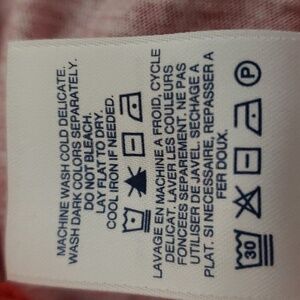 MACHINE WASH COLD DELICATE.
WASH DARK COLORS SEPARATELY.
DO NOT BLEACH.
LAY FLAT TO DRY.
COOL IRON IF NEEDED.
LAVAGE EN MACHINE A FROID, CYCLE
DELICAT. LAVER LES COULEURS
FONCEES SEPAREMENT. NE PAS
UTILISER DE JAVEL. SECHAGE A
PLAT. SI NECESSAIRE, REPASSER A
FER DOUX.
30
P